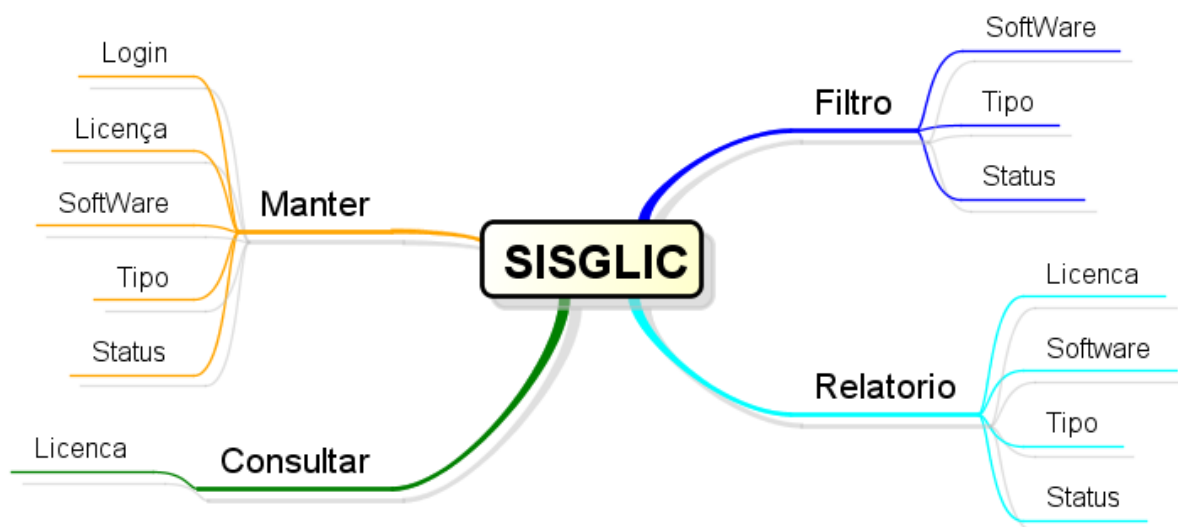 SISGLIC
Manter
Login
Licença
SoftWare
Tipo
Status
Consultar
Licenca
Filtro
SoftWare
Tipo
Status
Relatorio
Licenca
Software
Tipo
Status